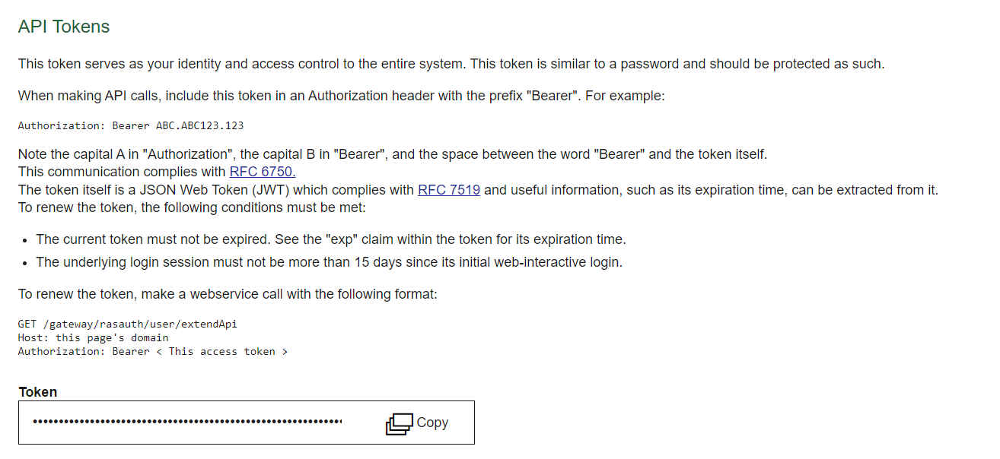 API Tokens
This token serves as your identity and access control to the entire system. This token is similar to a password and should be protected as such.
When making API calls, include this token in an Authorization header with the prefix "Bearer". For example:
Authorization: Bearer ABC.ABC123.123
Note the capital A in "Authorization", the capital B in "Bearer", and the space between the word "Bearer" and the token itself.
This communication complies with RFC 6750.
The token itself is a JSON Web Token (JWT) which complies with RFC 7519 and useful information, such as its expiration time, can be extracted from it.
To renew the token, the following conditions must be met:
• The current token must not be expired. See the "exp" claim within the token for its expiration time.
• The underlying login session must not be more than 15 days since its initial web-interactive login.
To renew the token, make a webservice call with the following format:
GET /gateway/rasauth/user/extendApi
Host: this page's domain
Authorization: Bearer < This access token >
Token
Copy